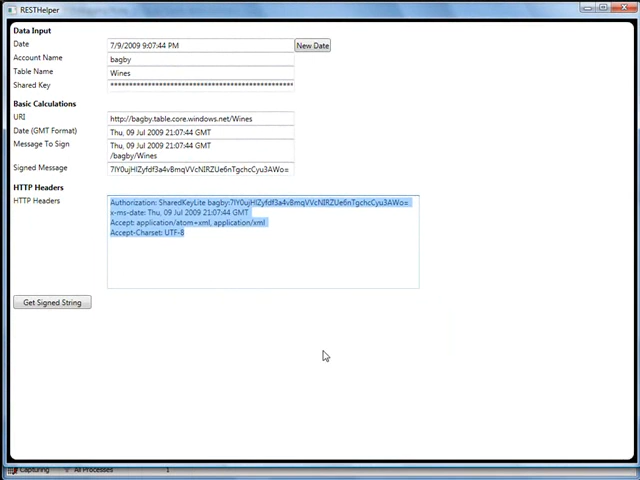 RESTHelper
Data Input
Date 7/9/2009 9:07:44 PM New Date
Account Name bagby
Table Name Wines
Shared Key **************************************************
Basic Calculations
URI http://bagby.table.core.windows.net/Wines
Date (GMT Format) Thu, 09 Jul 2009 21:07:44 GMT
Message To Sign Thu, 09 Jul 2009 21:07:44 GMT
/bagby/Wines
Signed Message 7lY0ujHlZyfdf3a4vBmqVVcNIRZUe6nTgchcCyu3AWo=
HTTP Headers
HTTP Headers Authorization: SharedKeyLite bagby:7lY0ujHlZyfdf3a4vBmqVVcNIRZUe6nTgchcCyu3AWo=
x-ms-date: Thu, 09 Jul 2009 21:07:44 GMT
Accept: application/atom+xml, application/xml
Accept-Charset: UTF-8
Get Signed String
Capturing All Processes 1